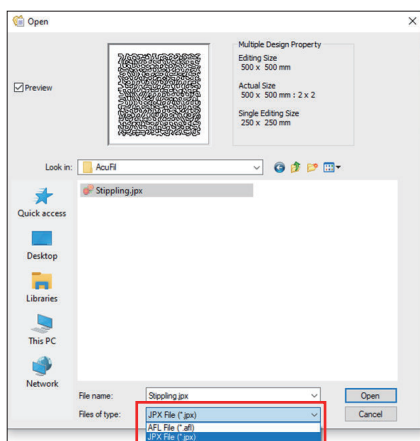 Open
Preview
Multiple Design Property
Editing Size
500 x 500 mm
Actual Size
500 x 500 mm : 2 x 2
Single Editing Size
250 x 250 mm
Look in:
AcuFil
Quick access
Desktop
Libraries
This PC
Network
Stippling.jpx
File name:
Stippling.jpx
Open
Files of type:
JPX File (*.jpx)
Cancel
AFL File (*.afl)
JPX File (*.jpx)